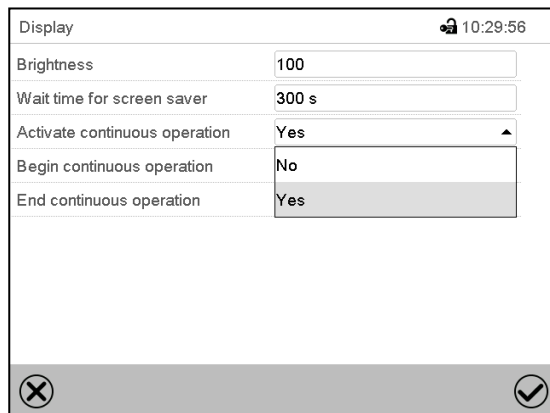 Display 10:29:56
Brightness 100
Wait time for screen saver 300 s
Activate continuous operation Yes
Begin continuous operation No
End continuous operation Yes